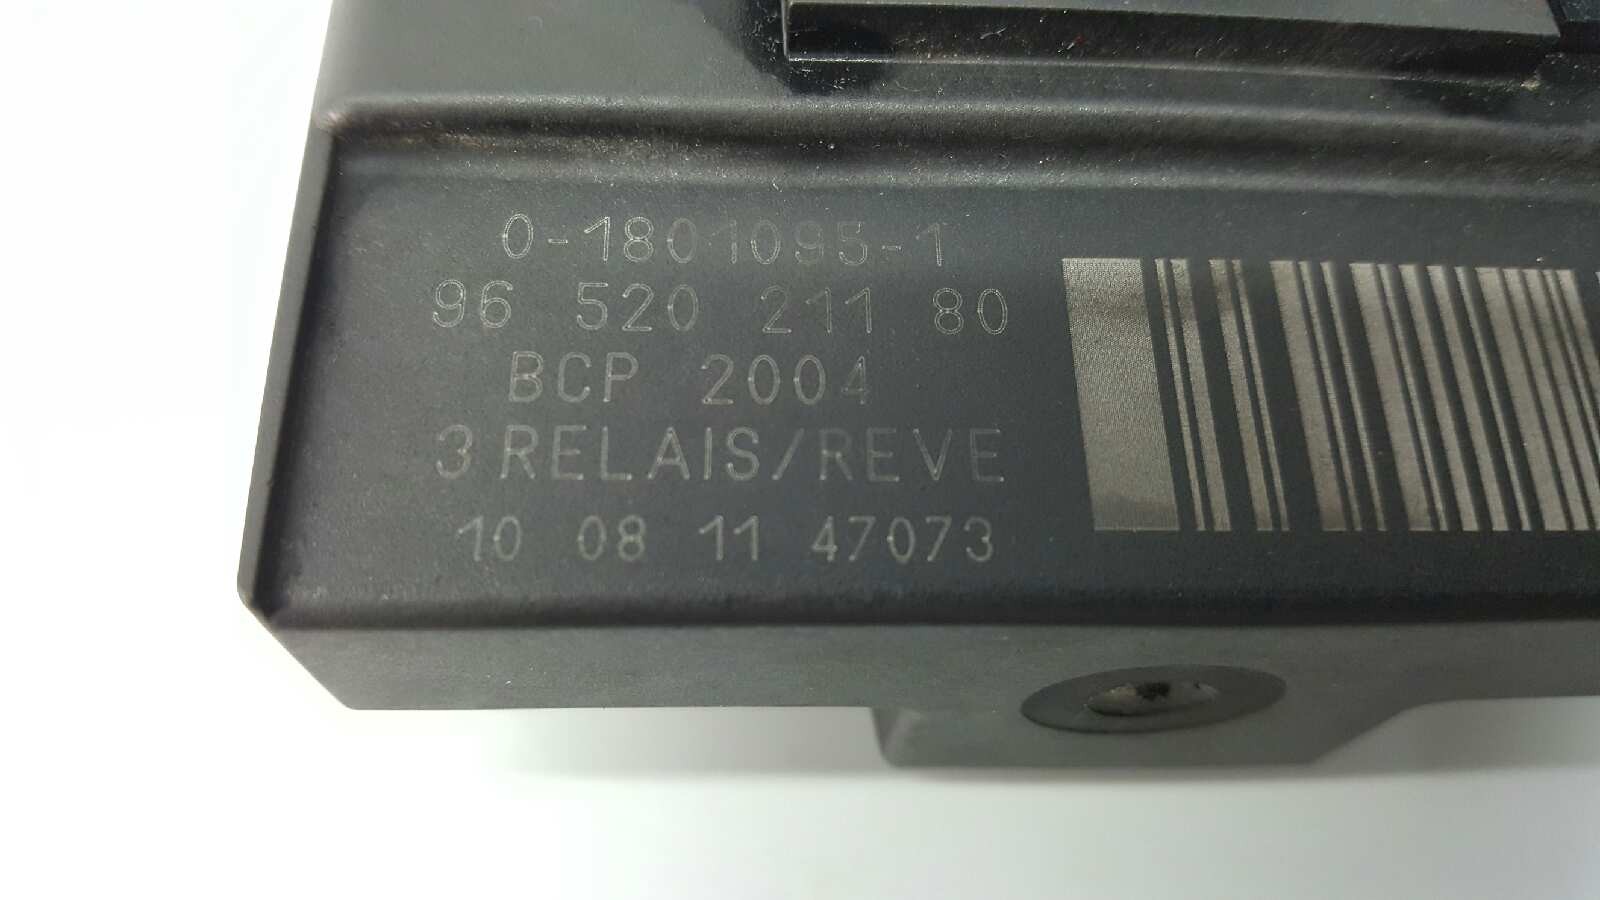 0-1801095-1
96 520 211 80
BCP 2004
3 RELAIS/REVE
10 08 11 47073